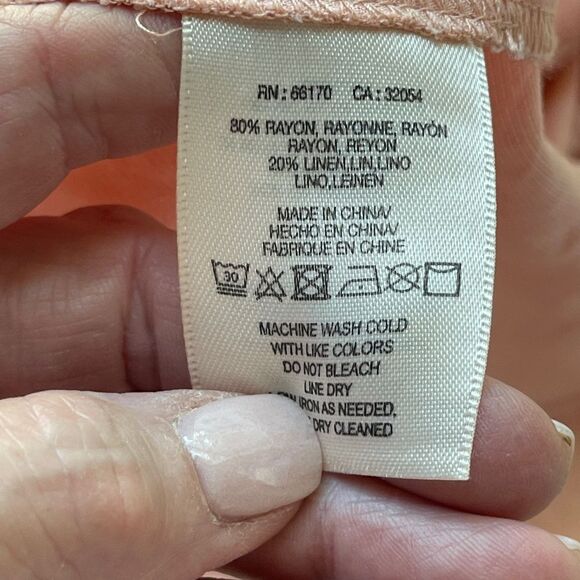 RN: 66170 CA: 32054
80% RAYON, RAYONNE, RAYÓN
RAYON, REYON
20% LINEN,LIN,LINO
LINO,LEINEN
MADE IN CHINA/
HECHO EN CHINA/
FABRIQUE EN CHINE
30
MACHINE WASH COLD
WITH LIKE COLORS
DO NOT BLEACH
LINE DRY
IRON AS NEEDED,
DRY CLEANED